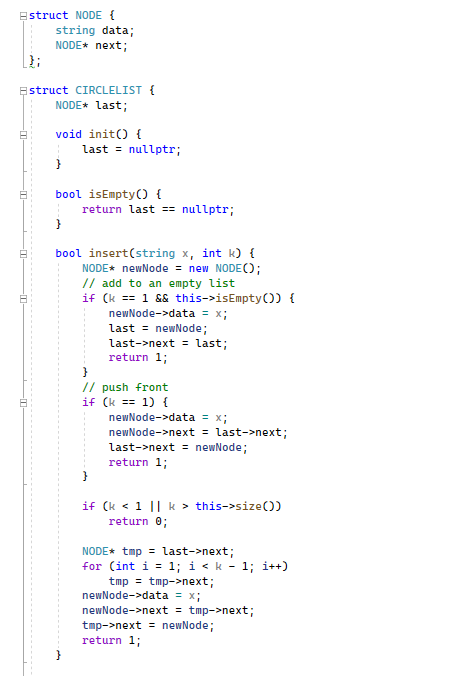 struct NODE {
    string data;
    NODE* next;
};
struct CIRCLELIST {
    NODE* last;
    void init() {
        last = nullptr;
    }
    bool isEmpty() {
        return last == nullptr;
    }
    bool insert(string x, int k) {
        NODE* newNode = new NODE();
        // add to an empty list
        if (k == 1 && this->isEmpty()) {
            newNode->data = x;
            last = newNode;
            last->next = last;
            return 1;
        }
        // push front
        if (k == 1) {
            newNode->data = x;
            newNode->next = last->next;
            last->next = newNode;
            return 1;
        }
        if (k < 1 || k > this->size())
            return 0;
        NODE* tmp = last->next;
        for (int i = 1; i < k - 1; i++)
            tmp = tmp->next;
        newNode->data = x;
        newNode->next = tmp->next;
        tmp->next = newNode;
        return 1;
    }